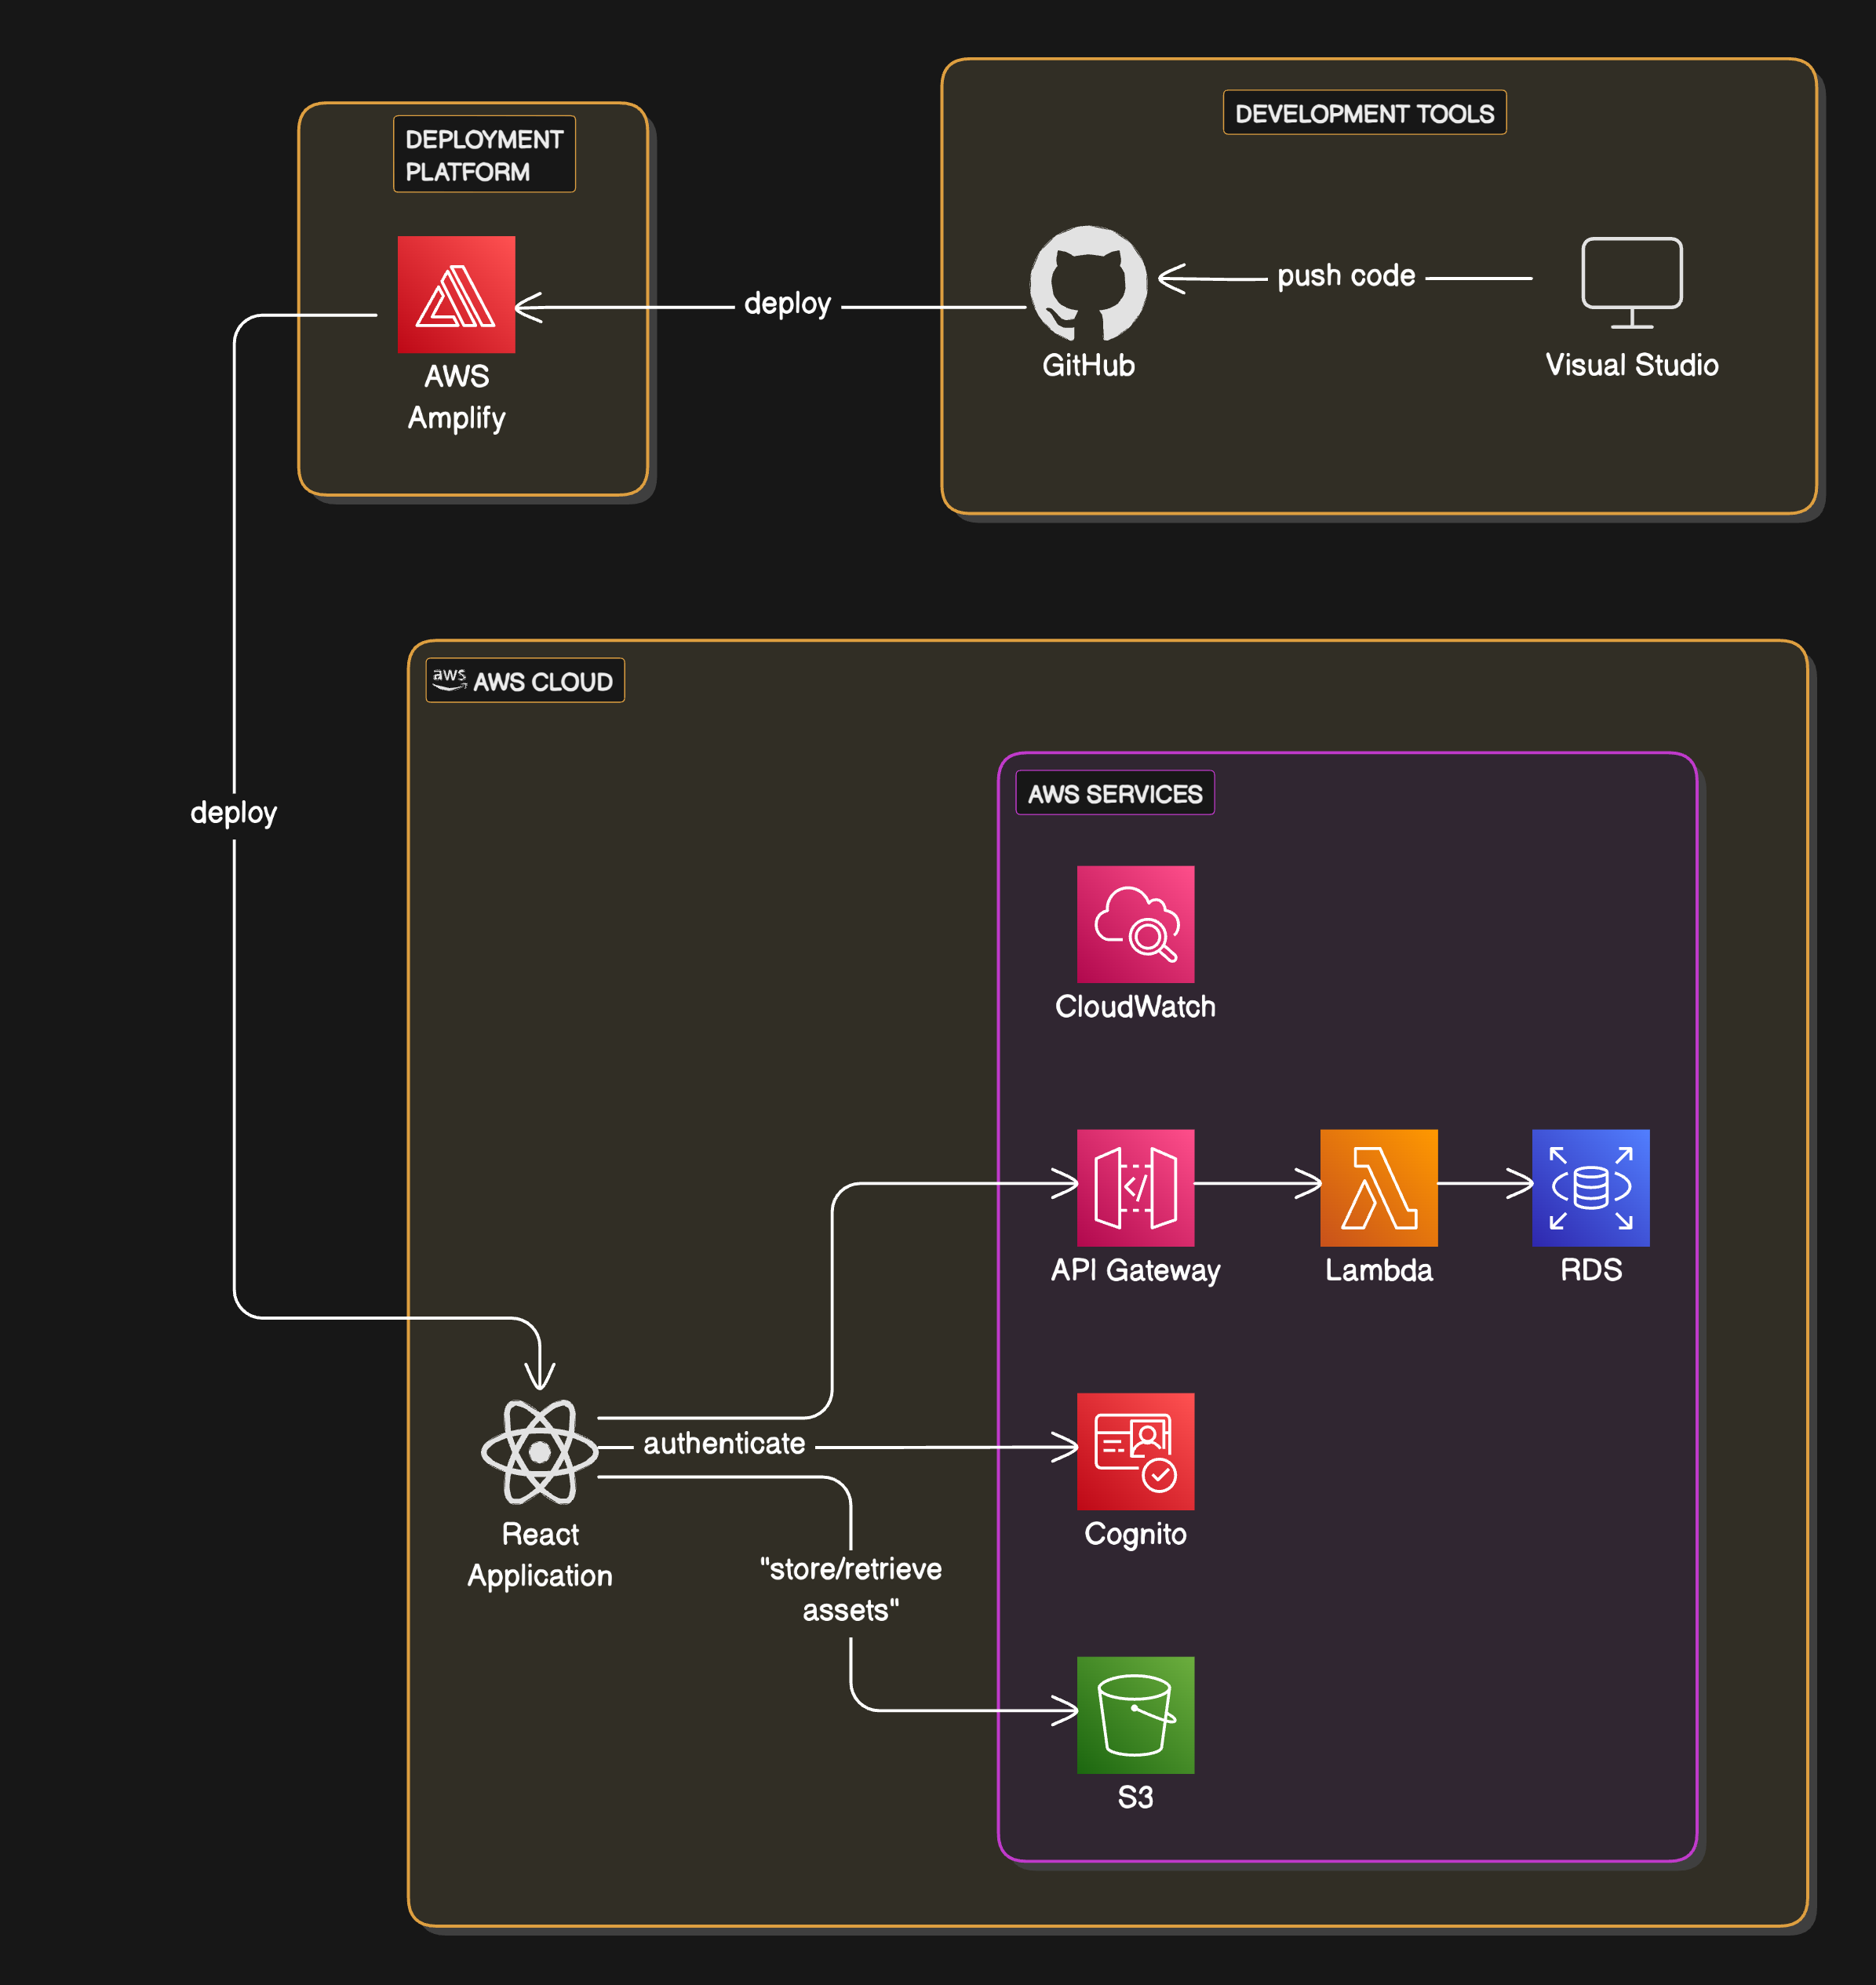 DEVELOPMENT TOOLS
DEPLOYMENT
PLATFORM
deploy
push code
GitHub
Visual Studio
AWS
Amplify
aws AWS CLOUD
AWS SERVICES
deploy
CloudWatch
API Gateway
Lambda
RDS
authenticate
React
Application
Cognito
"store/retrieve
assets"
S3